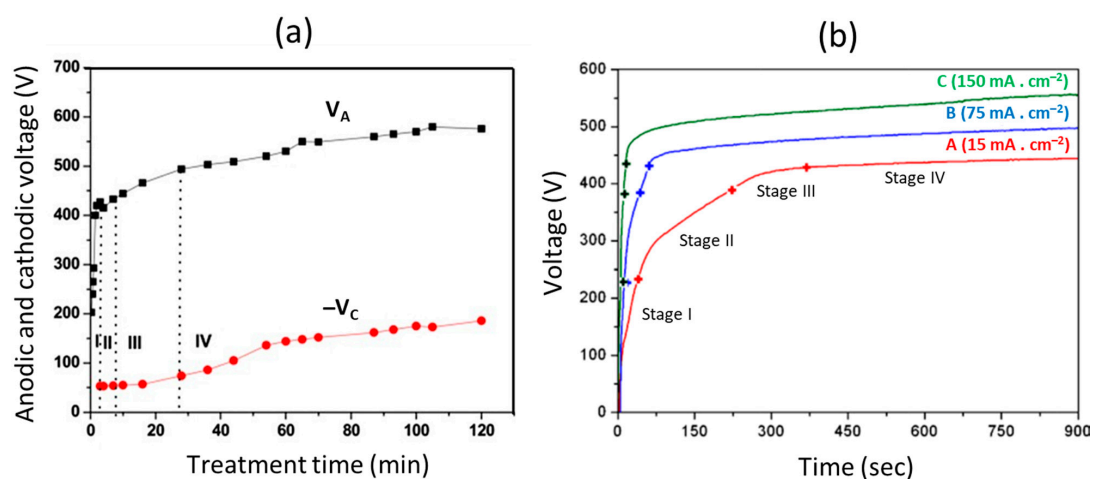 (a)
Anodic and cathodic voltage (V)
700
600
500
400
300
200
100
0
V_A
–V_C
I
II
III
IV
0 20 40 60 80 100 120
Treatment time (min)
(b)
Voltage (V)
600
500
400
300
200
100
0
C (150 mA . cm⁻²)
B (75 mA . cm⁻²)
A (15 mA . cm⁻²)
Stage I
Stage II
Stage III
Stage IV
0 150 300 450 600 750 900
Time (sec)